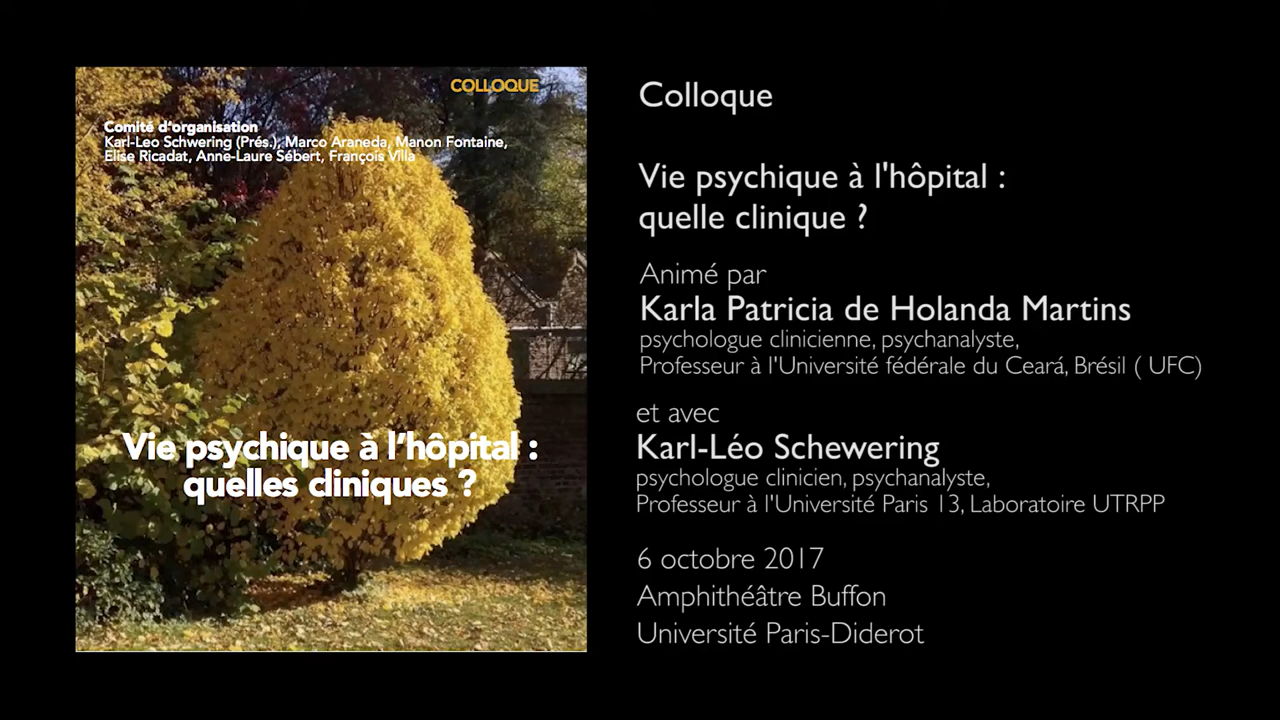 COLLOQUE
Comité d'organisation
Karl-Leo Schwering (Prés.), Marco Araneda, Manon Fontaine,
Elise Ricadat, Anne-Laure Sébert, François Villa
Vie psychique à l'hôpital :
quelles cliniques ?
Colloque
Vie psychique à l'hôpital :
quelle clinique ?
Animé par
Karla Patricia de Holanda Martins
psychologue clinicienne, psychanalyste,
Professeur à l'Université fédérale du Ceará, Brésil ( UFC)
et avec
Karl-Léo Schewering
psychologue clinicien, psychanalyste,
Professeur à l'Université Paris 13, Laboratoire UTRPP
6 octobre 2017
Amphithéâtre Buffon
Université Paris-Diderot